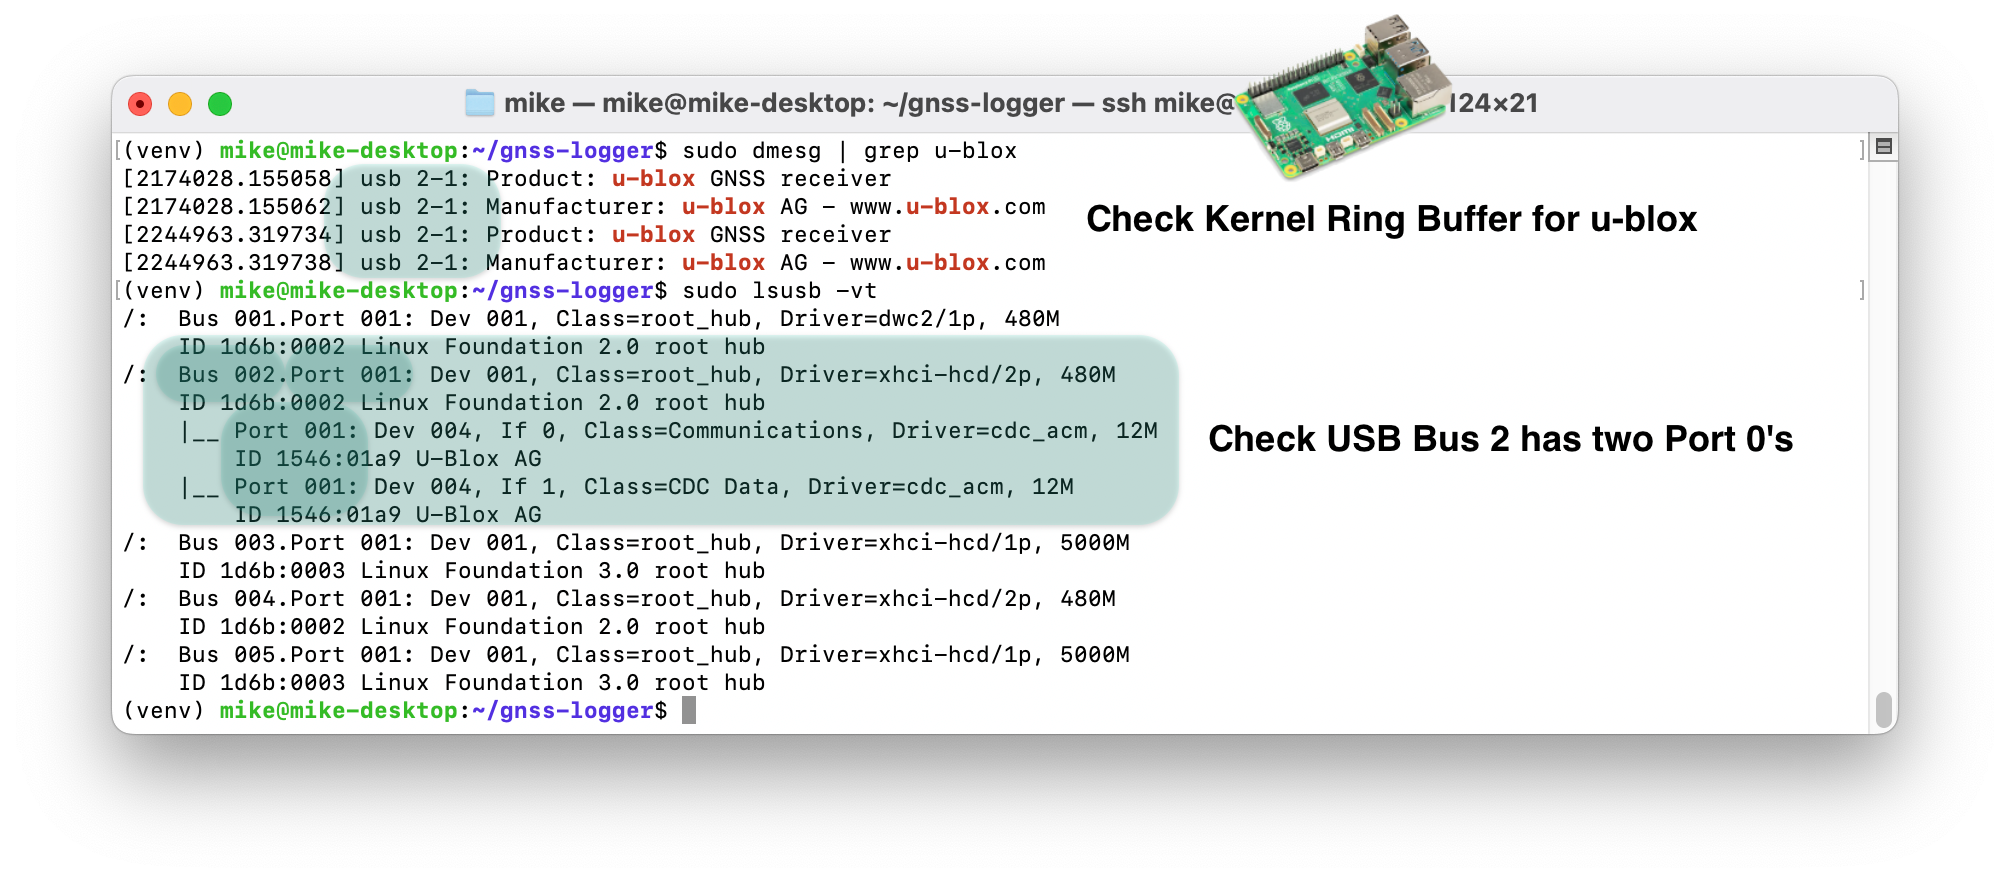 mike — mike@mike-desktop: ~/gnss-logger — ssh mike@ 124×21
(venv) mike@mike-desktop:~/gnss-logger$ sudo dmesg | grep u-blox
[2174028.155058] usb 2-1: Product: u-blox GNSS receiver
[2174028.155062] usb 2-1: Manufacturer: u-blox AG - www.u-blox.com
[2244963.319734] usb 2-1: Product: u-blox GNSS receiver
[2244963.319738] usb 2-1: Manufacturer: u-blox AG - www.u-blox.com
Check Kernel Ring Buffer for u-blox
(venv) mike@mike-desktop:~/gnss-logger$ sudo lsusb -vt
/:  Bus 001.Port 001: Dev 001, Class=root_hub, Driver=dwc2/1p, 480M
    ID 1d6b:0002 Linux Foundation 2.0 root hub
/:  Bus 002.Port 001: Dev 001, Class=root_hub, Driver=xhci-hcd/2p, 480M
    ID 1d6b:0002 Linux Foundation 2.0 root hub
    |__ Port 001: Dev 004, If 0, Class=Communications, Driver=cdc_acm, 12M
        ID 1546:01a9 U-Blox AG
    |__ Port 001: Dev 004, If 1, Class=CDC Data, Driver=cdc_acm, 12M
        ID 1546:01a9 U-Blox AG
Check USB Bus 2 has two Port 0's
/:  Bus 003.Port 001: Dev 001, Class=root_hub, Driver=xhci-hcd/1p, 5000M
    ID 1d6b:0003 Linux Foundation 3.0 root hub
/:  Bus 004.Port 001: Dev 001, Class=root_hub, Driver=xhci-hcd/2p, 480M
    ID 1d6b:0002 Linux Foundation 2.0 root hub
/:  Bus 005.Port 001: Dev 001, Class=root_hub, Driver=xhci-hcd/1p, 5000M
    ID 1d6b:0003 Linux Foundation 3.0 root hub
(venv) mike@mike-desktop:~/gnss-logger$
HDMI